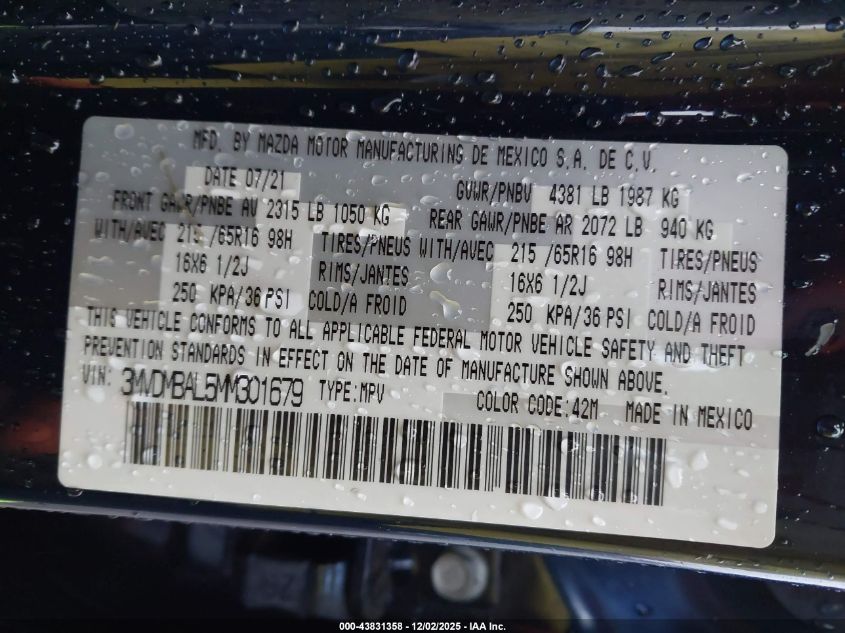 MFD. BY MAZDA MOTOR MANUFACTURING DE MEXICO S.A. DE C.V.
DATE 07/21 GVWR/PNBV 4381 LB 1987 KG
FRONT GAWR/PNBE AV 2315 LB 1050 KG REAR GAWR/PNBE AR 2072 LB 940 KG
WITH/AVEC 215 /65R16 98H TIRES/PNEUS WITH/AVEC 215 /65R16 98H TIRES/PNEUS
16X6 1/2J RIMS/JANTES 16X6 1/2J RIMS/JANTES
250 KPA/36 PSI COLD/A FROID 250 KPA/36 PSI COLD/A FROID
THIS VEHICLE CONFORMS TO ALL APPLICABLE FEDERAL MOTOR VEHICLE SAFETY AND THEFT
PREVENTION STANDARDS IN EFFECT ON THE DATE OF MANUFACTURE SHOWN ABOVE.
VIN: 3MVDMBAL5MM301679 TYPE:MPV COLOR CODE:42M MADE IN MEXICO
000-43831358 - 12/02/2025 - IAA Inc.